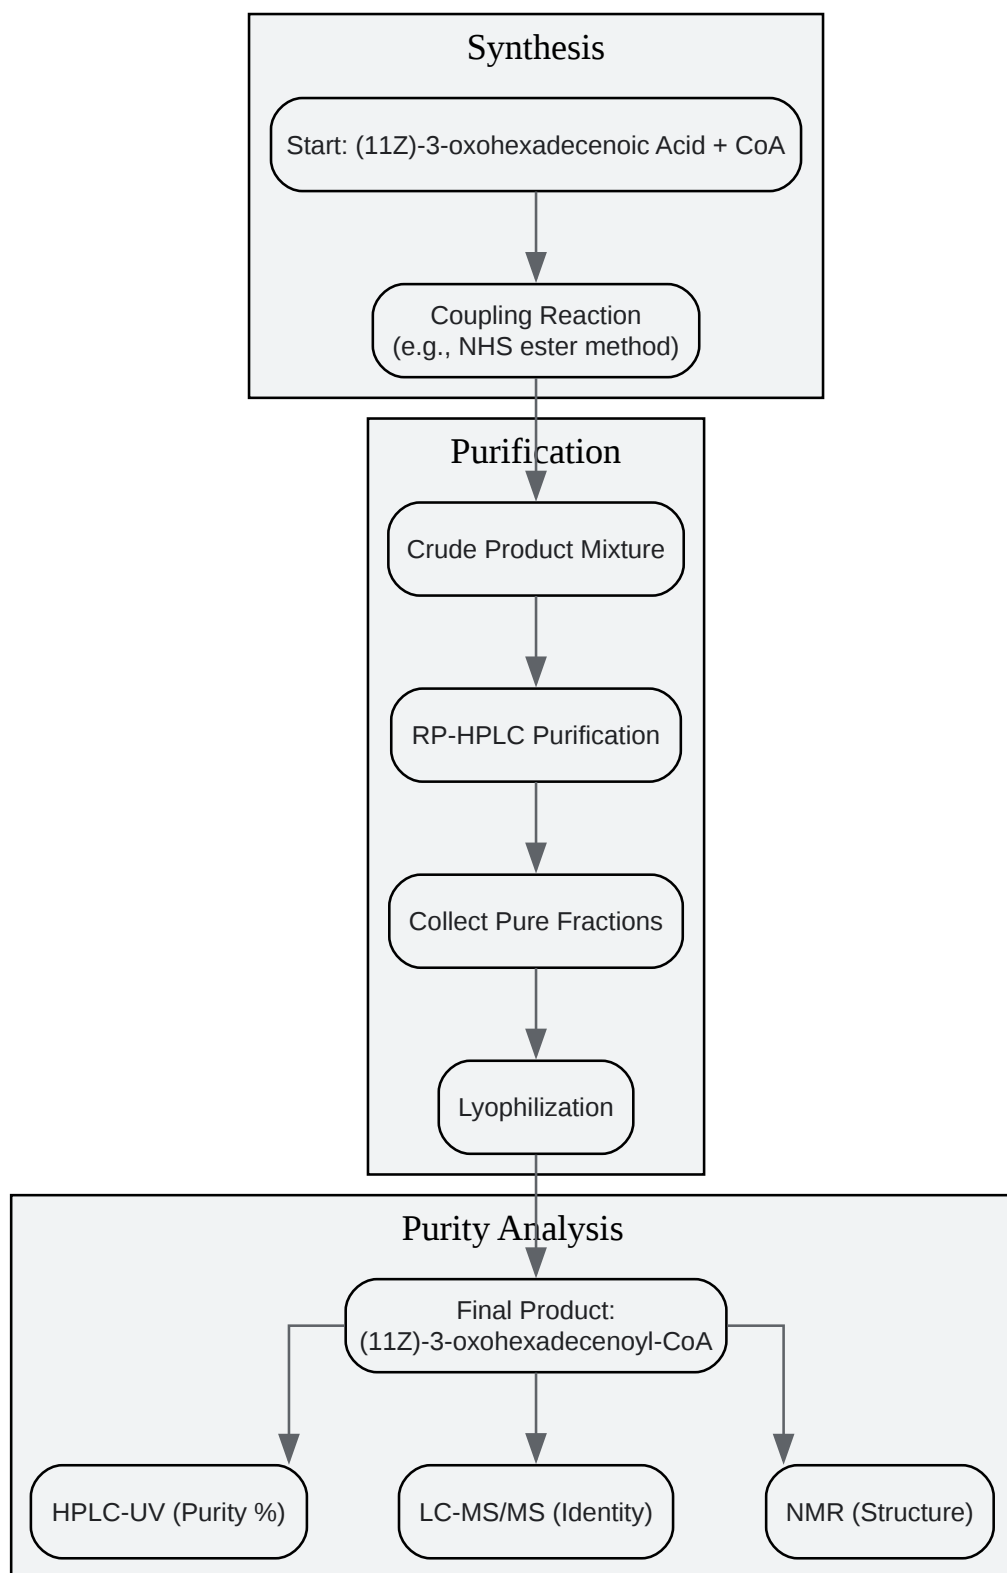 Synthesis
Start: (11Z)-3-oxohexadecenoic Acid + CoA
Coupling Reaction
(e.g., NHS ester method)
Purification
Crude Product Mixture
RP-HPLC Purification
Collect Pure Fractions
Lyophilization
Purity Analysis
Final Product:
(11Z)-3-oxohexadecenoyl-CoA
HPLC-UV (Purity %)
LC-MS/MS (Identity)
NMR (Structure)